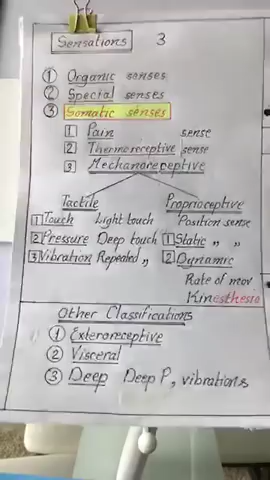 Sensations 3
① Organic senses
② Special senses
③ Somatic senses
1 Pain sense
2 Thermoreceptive sense
3 Mechanoreceptive
Tactile Proprioceptive
1 Touch Light touch Position sense
2 Pressure Deep touch 1 Static „ „
3 Vibration Repeated „ 2 Dynamic
Rate of mov.
Kinesthesia
Other Classifications
① Exteroreceptive
② Visceral
③ Deep Deep P, vibrations